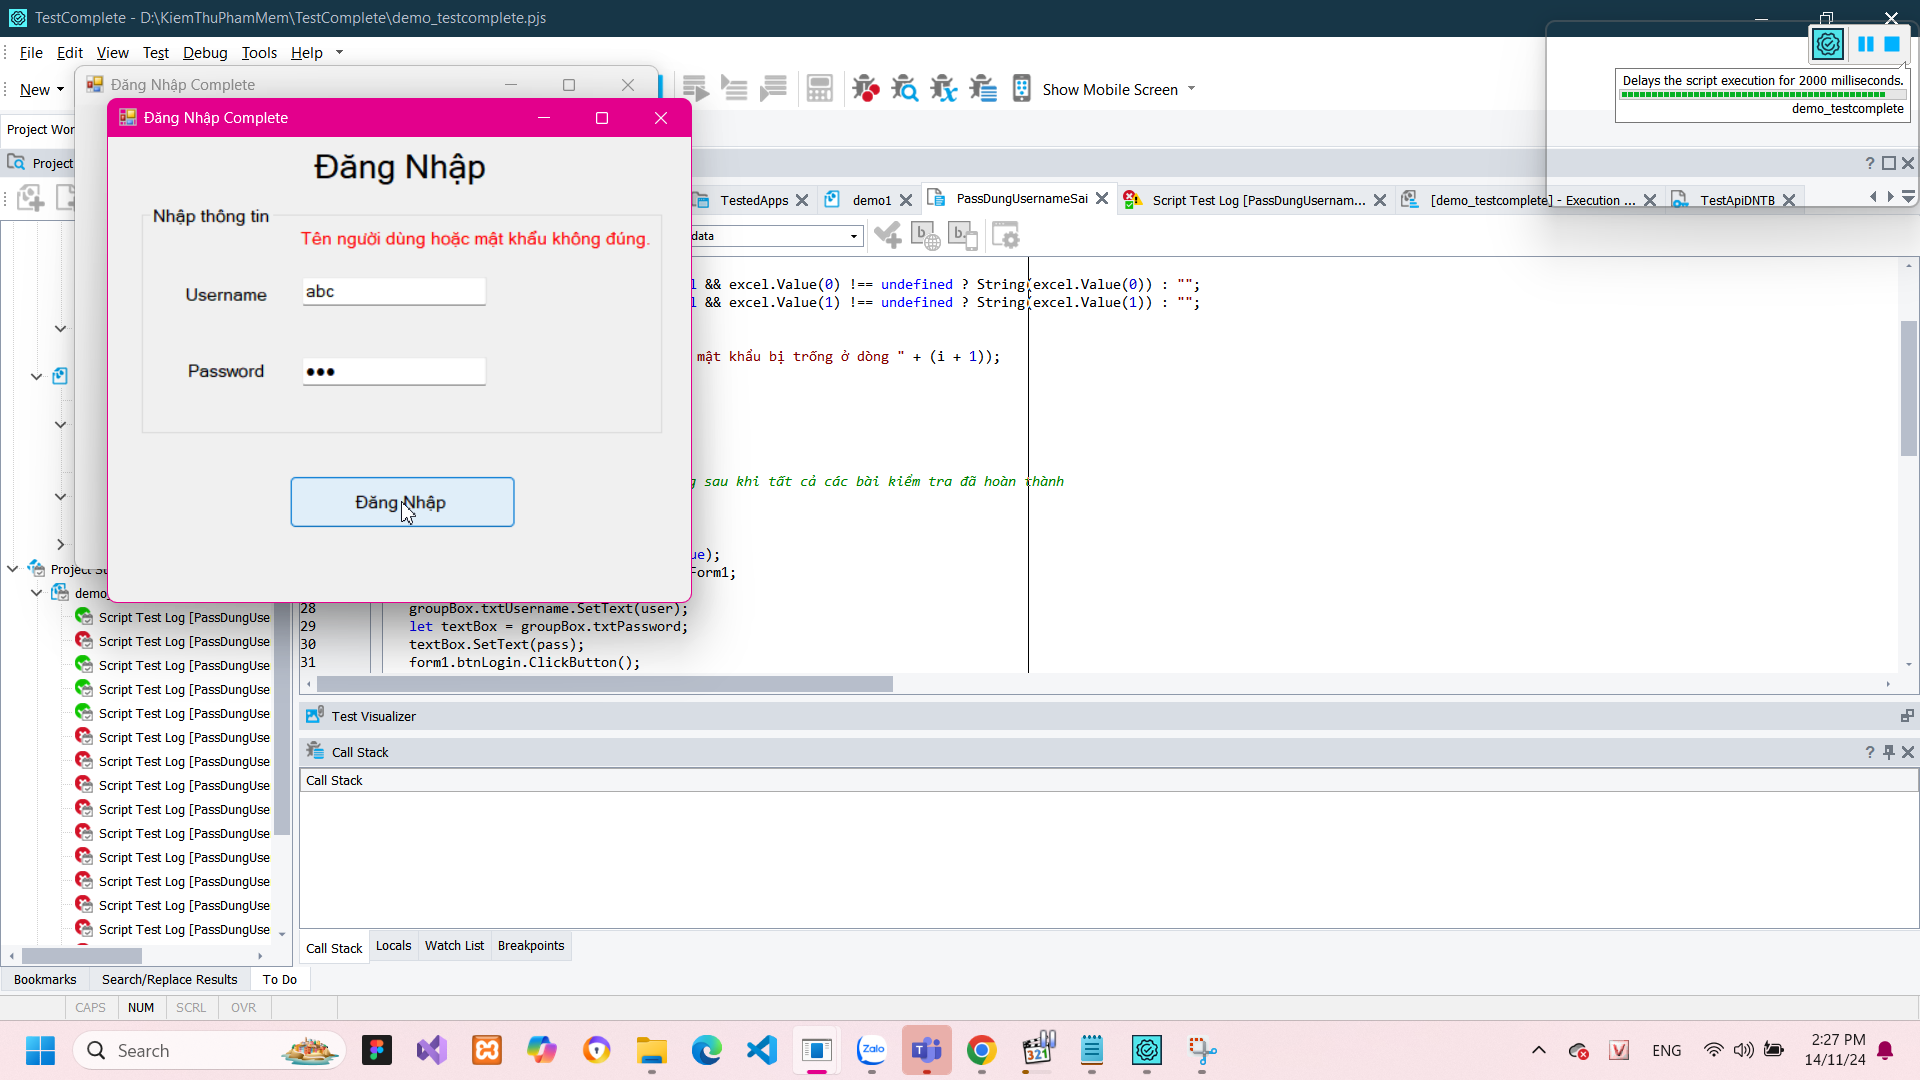 TestComplete - D:\KiemThuPhamMem\TestComplete\demo_testcomplete.pjs
File Edit View Test Debug Tools Help
New
Show Mobile Screen
Delays the script execution for 2000 milliseconds.
demo_testcomplete
Project Wor
Project
Đăng Nhập Complete
Đăng Nhập Complete
Đăng Nhập
Nhập thông tin
Tên người dùng hoặc mật khẩu không đúng.
Username
abc
Password
Đăng Nhập
TestedApps
demo1
PassDungUsernameSai
Script Test Log [PassDungUsernam...
[demo_testcomplete] - Execution ...
TestApiDNTB
data
l && excel.Value(0) !== undefined ? String(excel.Value(0)) : "";
l && excel.Value(1) !== undefined ? String(excel.Value(1)) : "";
mật khẩu bị trống ở dòng " + (i + 1));
g sau khi tất cả các bài kiểm tra đã hoàn thành
ue);
Form1;
28 groupBox.txtUsername.SetText(user);
29 let textBox = groupBox.txtPassword;
30 textBox.SetText(pass);
31 form1.btnLogin.ClickButton();
Project Su
demo_
Script Test Log [PassDungUse
Script Test Log [PassDungUse
Script Test Log [PassDungUse
Script Test Log [PassDungUse
Script Test Log [PassDungUse
Script Test Log [PassDungUse
Script Test Log [PassDungUse
Script Test Log [PassDungUse
Script Test Log [PassDungUse
Script Test Log [PassDungUse
Script Test Log [PassDungUse
Script Test Log [PassDungUse
Script Test Log [PassDungUse
Script Test Log [PassDungUse
Test Visualizer
Call Stack
Call Stack
Call Stack Locals Watch List Breakpoints
Bookmarks Search/Replace Results To Do
CAPS NUM SCRL OVR
Search
Zalo
321
ENG
2:27 PM
14/11/24